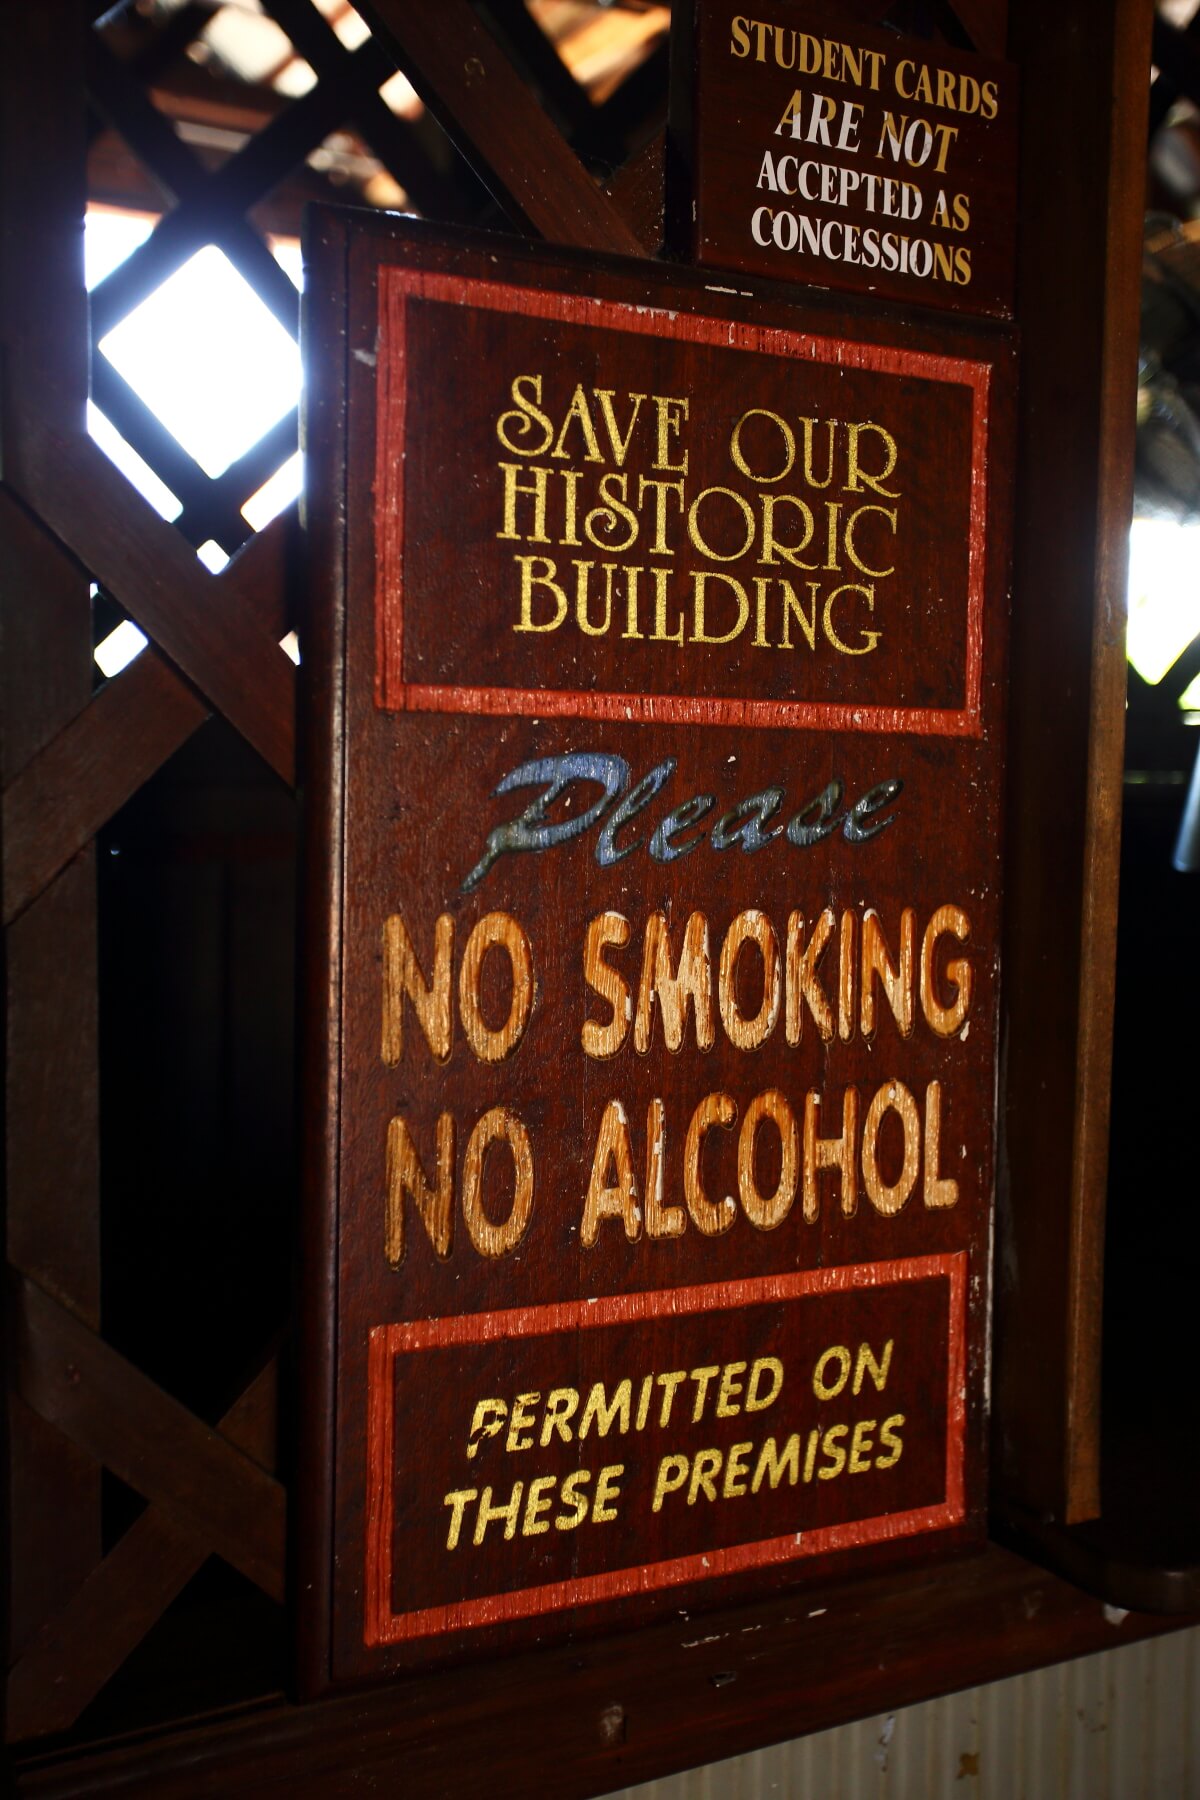 STUDENT CARDS
ARE NOT
ACCEPTED AS
CONCESSIONS
SAVE OUR
HISTORIC
BUILDING
Please
NO SMOKING
NO ALCOHOL
PERMITTED ON
THESE PREMISES